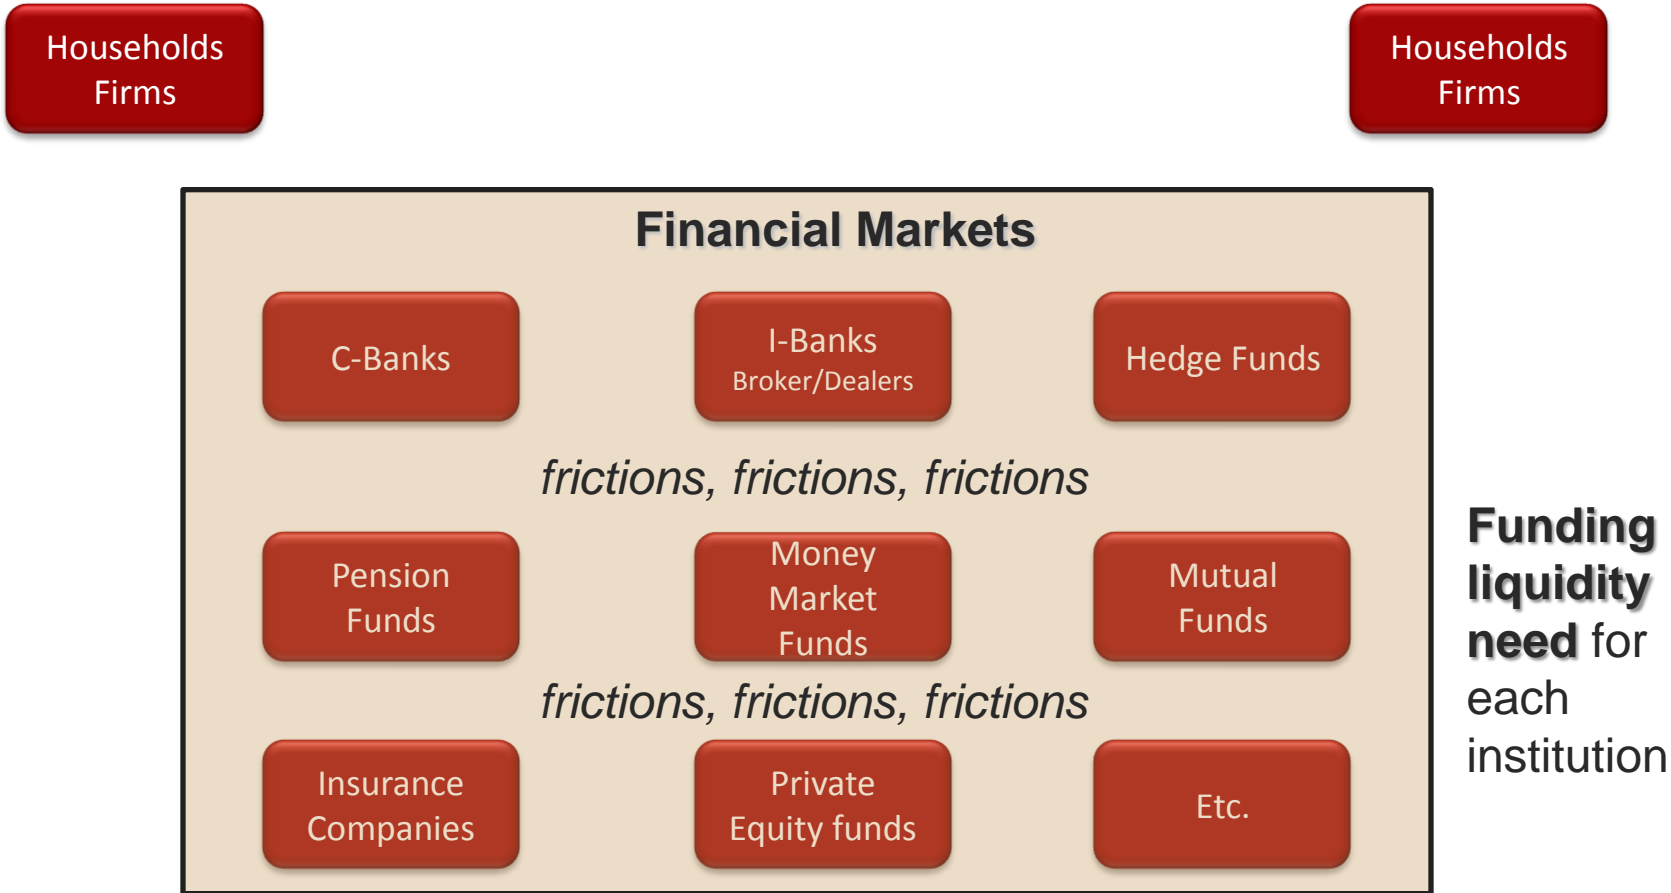 Households
Firms
Households
Firms
Financial Markets
C-Banks
I-Banks
Broker/Dealers
Hedge Funds
frictions, frictions, frictions
Pension
Funds
Money
Market
Funds
Mutual
Funds
frictions, frictions, frictions
Insurance
Companies
Private
Equity funds
Etc.
Funding
liquidity
need for
each
institution